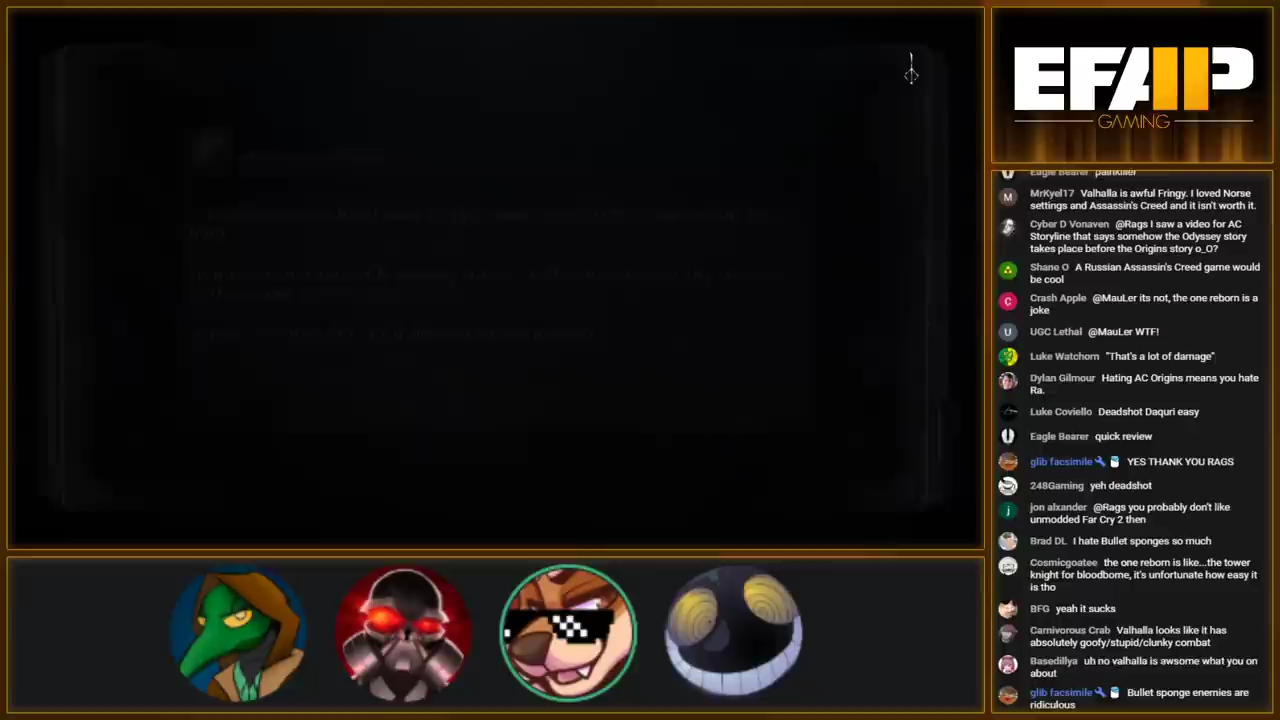 EFAP
GAMING
Eagle Bearer painkiller
MrKyel17 Valhalla is awful Fringy. I loved Norse
settings and Assassin's Creed and it isn't worth it.
Cyber D Vonaven @Rags I saw a video for AC
Storyline that says somehow the Odyssey story
takes place before the Origins story o_O?
Shane O A Russian Assassin's Creed game would
be cool
Crash Apple @MauLer its not, the one reborn is a
joke
UGC Lethal @MauLer WTF!
Luke Watchorn "That's a lot of damage"
Dylan Gilmour Hating AC Origins means you hate
Ra.
Luke Coviello Deadshot Daquri easy
Eagle Bearer quick review
glib facsimile YES THANK YOU RAGS
248Gaming yeh deadshot
jon alxander @Rags you probably don't like
unmodded Far Cry 2 then
Brad DL I hate Bullet sponges so much
Cosmicgoatee the one reborn is like...the tower
knight for bloodborne, it's unfortunate how easy it
is tho
BFG yeah it sucks
Carnivorous Crab Valhalla looks like it has
absolutely goofy/stupid/clunky combat
Basedillya uh no valhalla is awsome what you on
about
glib facsimile Bullet sponge enemies are
ridiculous